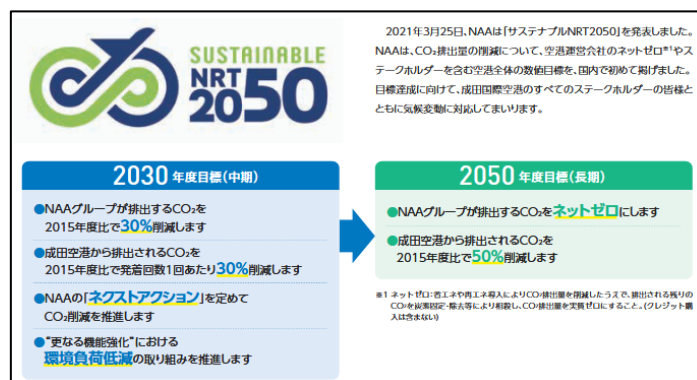 SUSTAINABLE
NRT
2050
2021年3月25日、NAAは「サステナブルNRT2050」を発表しました。
NAAは、CO₂排出量の削減について、空港運営会社のネットゼロ※1やス
テークホルダーを含む空港全体の数値目標を、国内で初めて掲げました。
目標達成に向けて、成田国際空港のすべてのステークホルダーの皆様と
ともに気候変動に対応してまいります。
2030年度目標(中期)
●NAAグループが排出するCO₂を
2015年度比で30%削減します
●成田空港から排出されるCO₂を
2015年度比で発着回数1回あたり30%削減します
●NAAの「ネクストアクション」を定めて
CO₂削減を推進します
●“更なる機能強化”における
環境負荷低減の取り組みを推進します
2050年度目標(長期)
●NAAグループが排出するCO₂をネットゼロにします
●成田空港から排出されるCO₂を
2015年度比で50%削減します
※1 ネットゼロ:省エネや再エネ導入によりCO₂排出量を削減したうえで、排出される残りの
CO₂を炭素固定・除去等により相殺し、CO₂排出量を実質ゼロにすること。(クレジット購
入は含まない)